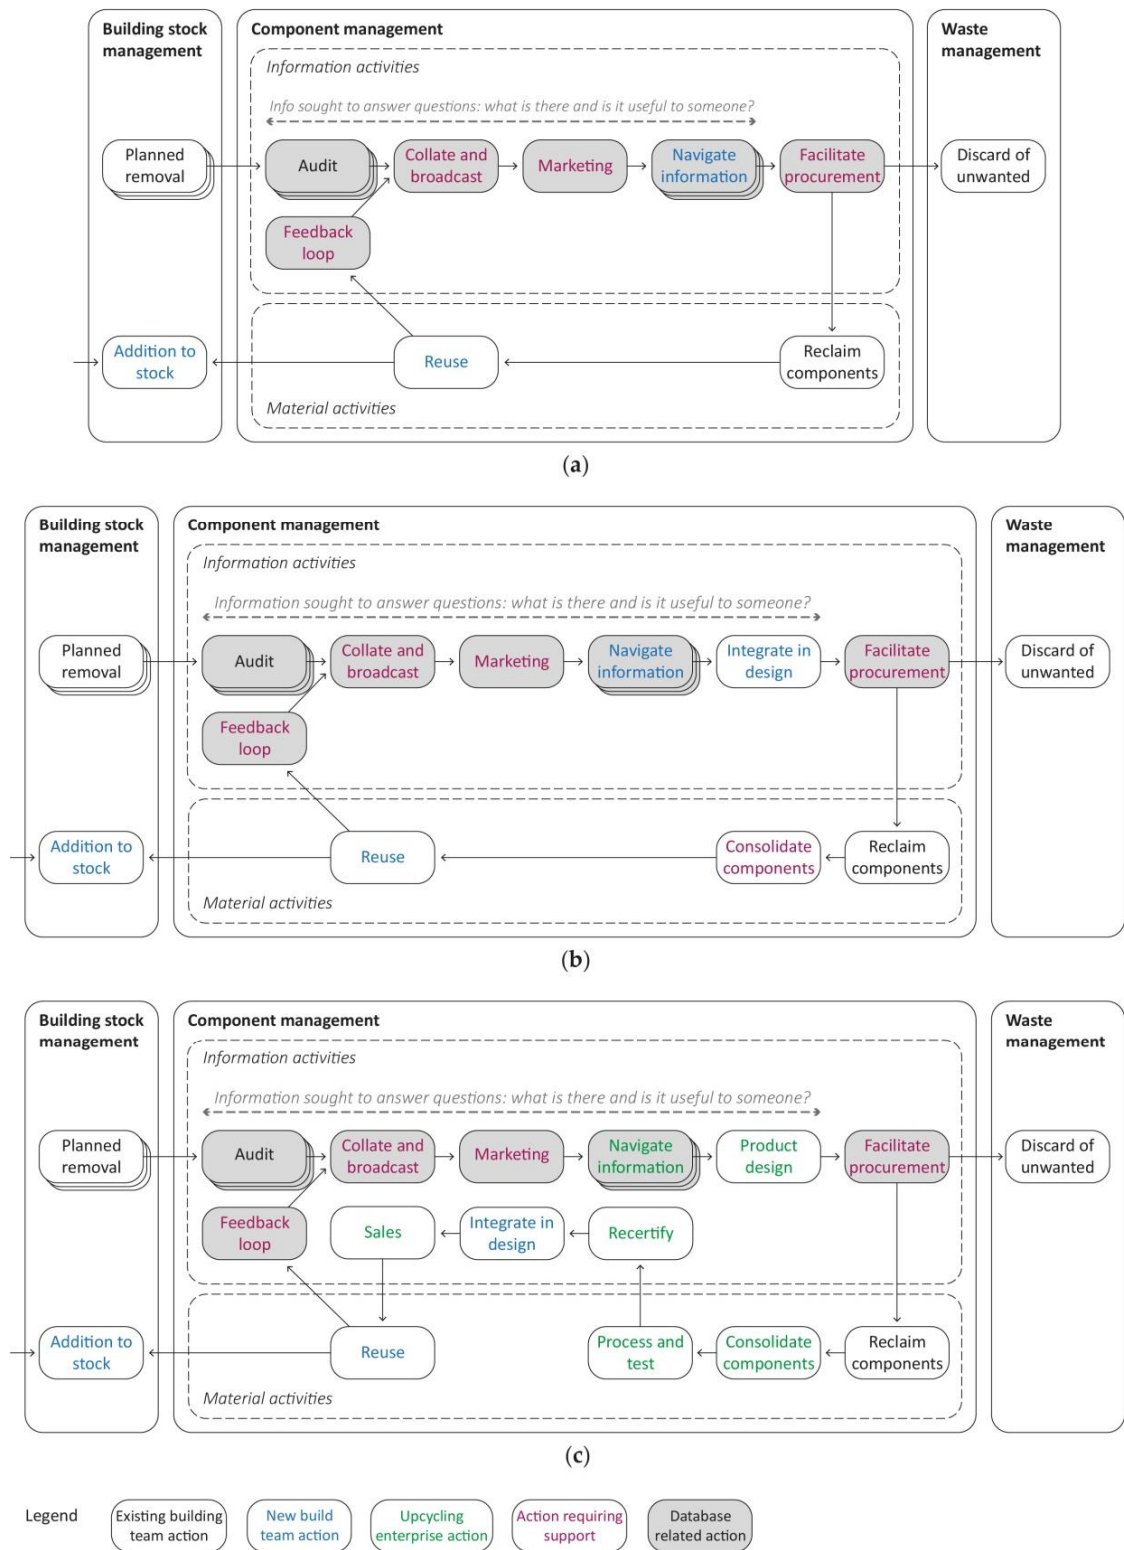 Building stock
management
Component management
Waste
management
Information activities
Info sought to answer questions: what is there and is it useful to someone?
Planned
removal
Audit
Collate and
broadcast
Marketing
Navigate
information
Facilitate
procurement
Discard of
unwanted
Feedback
loop
Addition to
stock
Reuse
Reclaim
components
Material activities
(a)
Building stock
management
Component management
Waste
management
Information activities
Information sought to answer questions: what is there and is it useful to someone?
Planned
removal
Audit
Collate and
broadcast
Marketing
Navigate
information
Integrate in
design
Facilitate
procurement
Discard of
unwanted
Feedback
loop
Addition to
stock
Reuse
Consolidate
components
Reclaim
components
Material activities
(b)
Building stock
management
Component management
Waste
management
Information activities
Information sought to answer questions: what is there and is it useful to someone?
Planned
removal
Audit
Collate and
broadcast
Marketing
Navigate
information
Product
design
Facilitate
procurement
Discard of
unwanted
Feedback
loop
Sales
Integrate in
design
Recertify
Addition to
stock
Reuse
Process and
test
Consolidate
components
Reclaim
components
Material activities
(c)
Legend
Existing building
team action
New build
team action
Upcycling
enterprise action
Action requiring
support
Database
related action